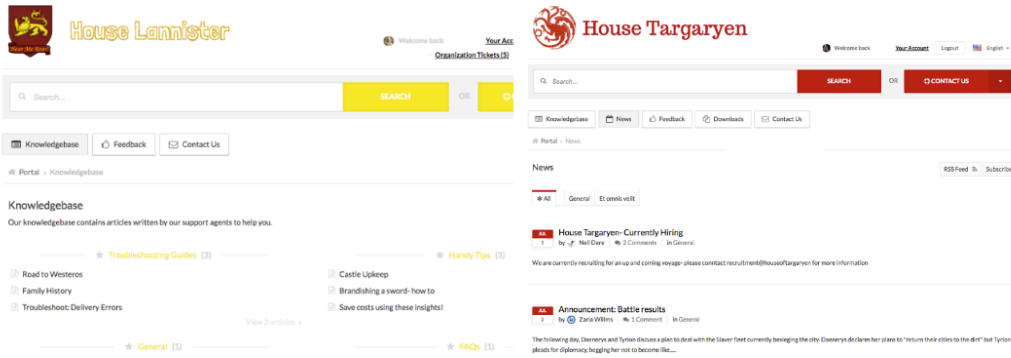 House Lannister
Hear Me Roar!
Welcome back
Your Acc
Organization Tickets (5)
Search...
SEARCH
OR
Knowledgebase
Feedback
Contact Us
Portal › Knowledgebase
Knowledgebase
Our knowledgebase contains articles written by our support agents to help you.
Troubleshooting Guides (3)
Handy Tips (3)
Road to Westeros
Castle Upkeep
Family History
Brandishing a sword- how to
Troubleshoot: Delivery Errors
Save costs using these insights!
View 3 articles ›
General (1)
FAQs (1)
House Targaryen
Welcome back
Your Account
Logout
English
Search...
SEARCH
OR
CONTACT US
Knowledgebase
News
Feedback
Downloads
Contact Us
Portal › News
News
RSS Feed
Subscribe
All
General
Et omnis velit
JUL
2
House Targaryen- Currently Hiring
by Neil Dare 2 Comments in General
We are currently recruiting for an up and coming voyage- please conntact recruitment@houseoftargaryen for more information
JUL
2
Announcement: Battle results
by Zaria Willms 1 Comment in General
The following day, Daenerys and Tyrion discuss a plan to deal with the Slaver fleet currently besieging the city. Daenerys declares her plans to "return their cities to the dirt" but Tyrion
pleads for diplomacy, begging her not to become like.....